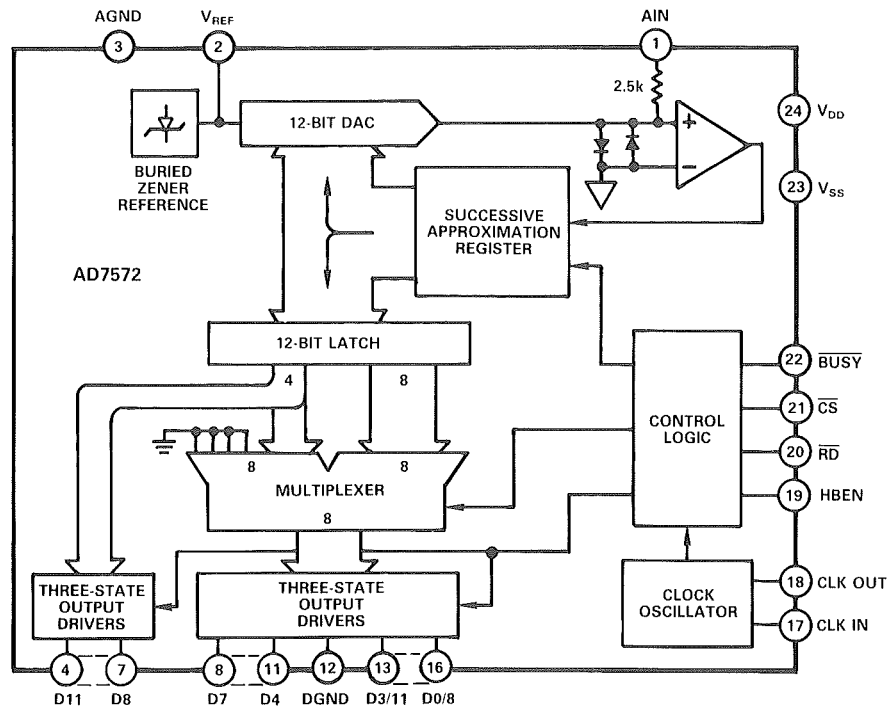 AGND
VREF
AIN
3
2
1
2.5k
24 VDD
12-BIT DAC
+
−
BURIED
ZENER
REFERENCE
23 VSS
SUCCESSIVE
APPROXIMATION
REGISTER
AD7572
12-BIT LATCH
4
8
22 BUSY
21 CS
CONTROL
LOGIC
20 RD
8
8
19 HBEN
MULTIPLEXER
8
THREE-STATE
OUTPUT
DRIVERS
THREE-STATE
OUTPUT
DRIVERS
CLOCK
OSCILLATOR
18 CLK OUT
17 CLK IN
4
7
8
11
12
13
16
D11
D8
D7
D4
DGND
D3/11
D0/8